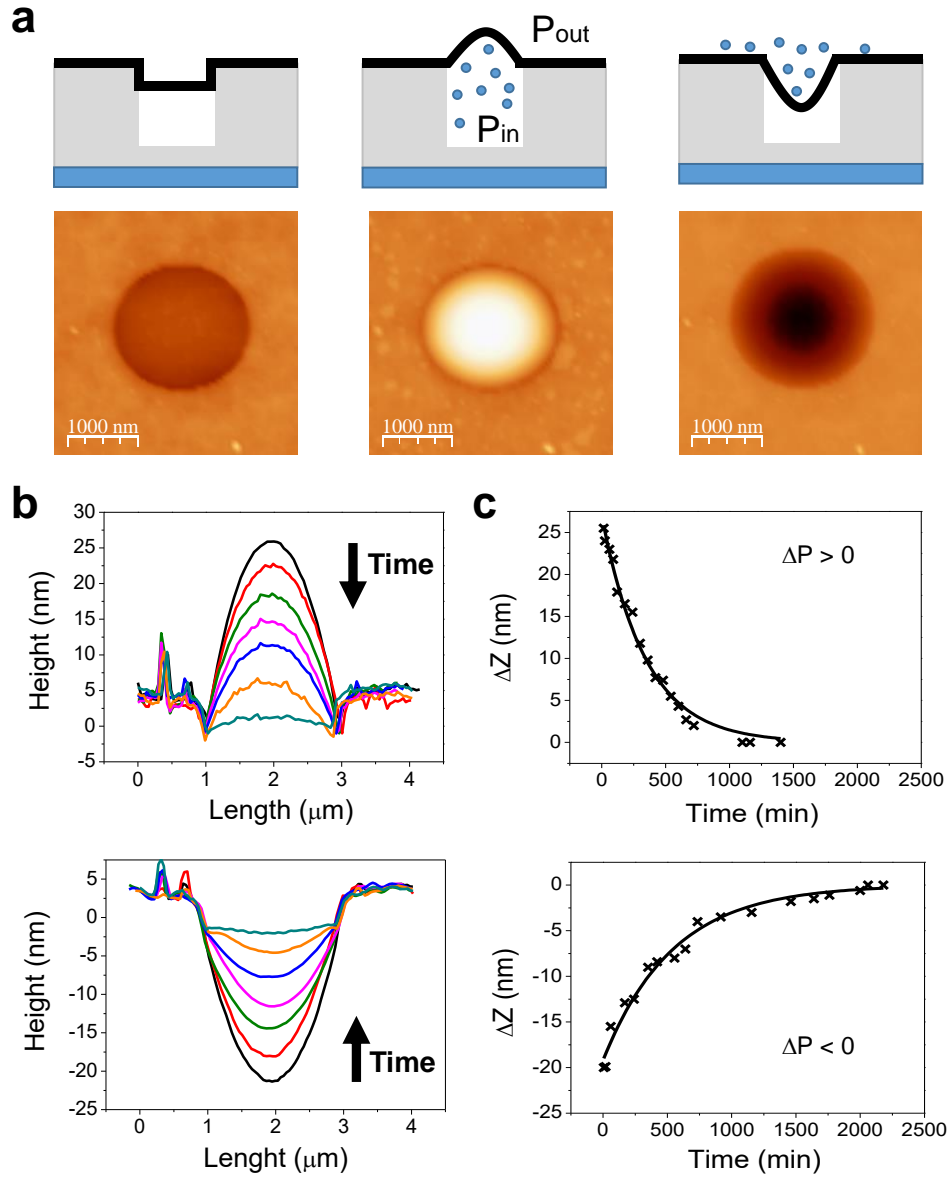 a
Pout
Pin
1000 nm
1000 nm
1000 nm
b
30
25
20
15
10
5
0
-5
Height (nm)
Time
0
1
2
3
4
Length (μm)
c
25
20
15
10
5
0
ΔZ (nm)
ΔP > 0
0
500
1000
1500
2000
2500
Time (min)
5
0
-5
-10
-15
-20
-25
Height (nm)
Time
0
1
2
3
4
Lenght (μm)
0
-5
-10
-15
-20
-25
ΔZ (nm)
ΔP < 0
0
500
1000
1500
2000
2500
Time (min)